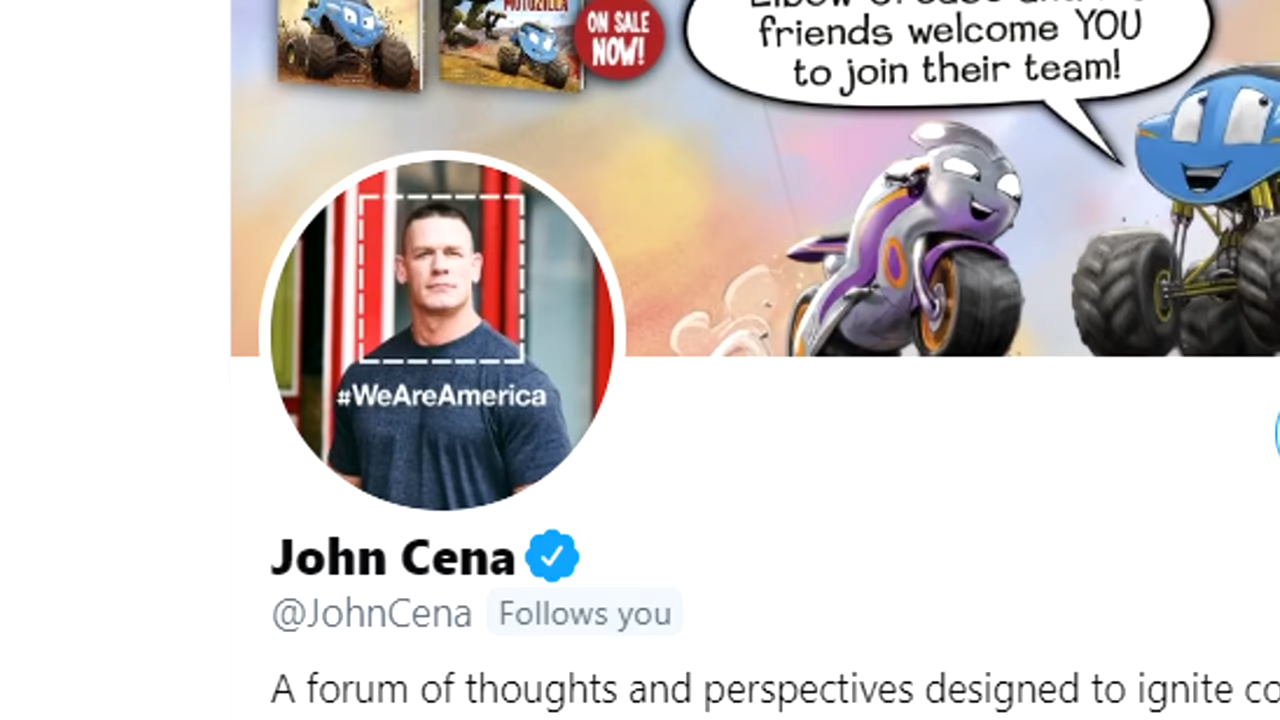 MOTOZILLA
ON SALE
NOW!
friends welcome YOU
to join their team!
#WeAreAmerica
John Cena
@JohnCena Follows you
A forum of thoughts and perspectives designed to ignite co